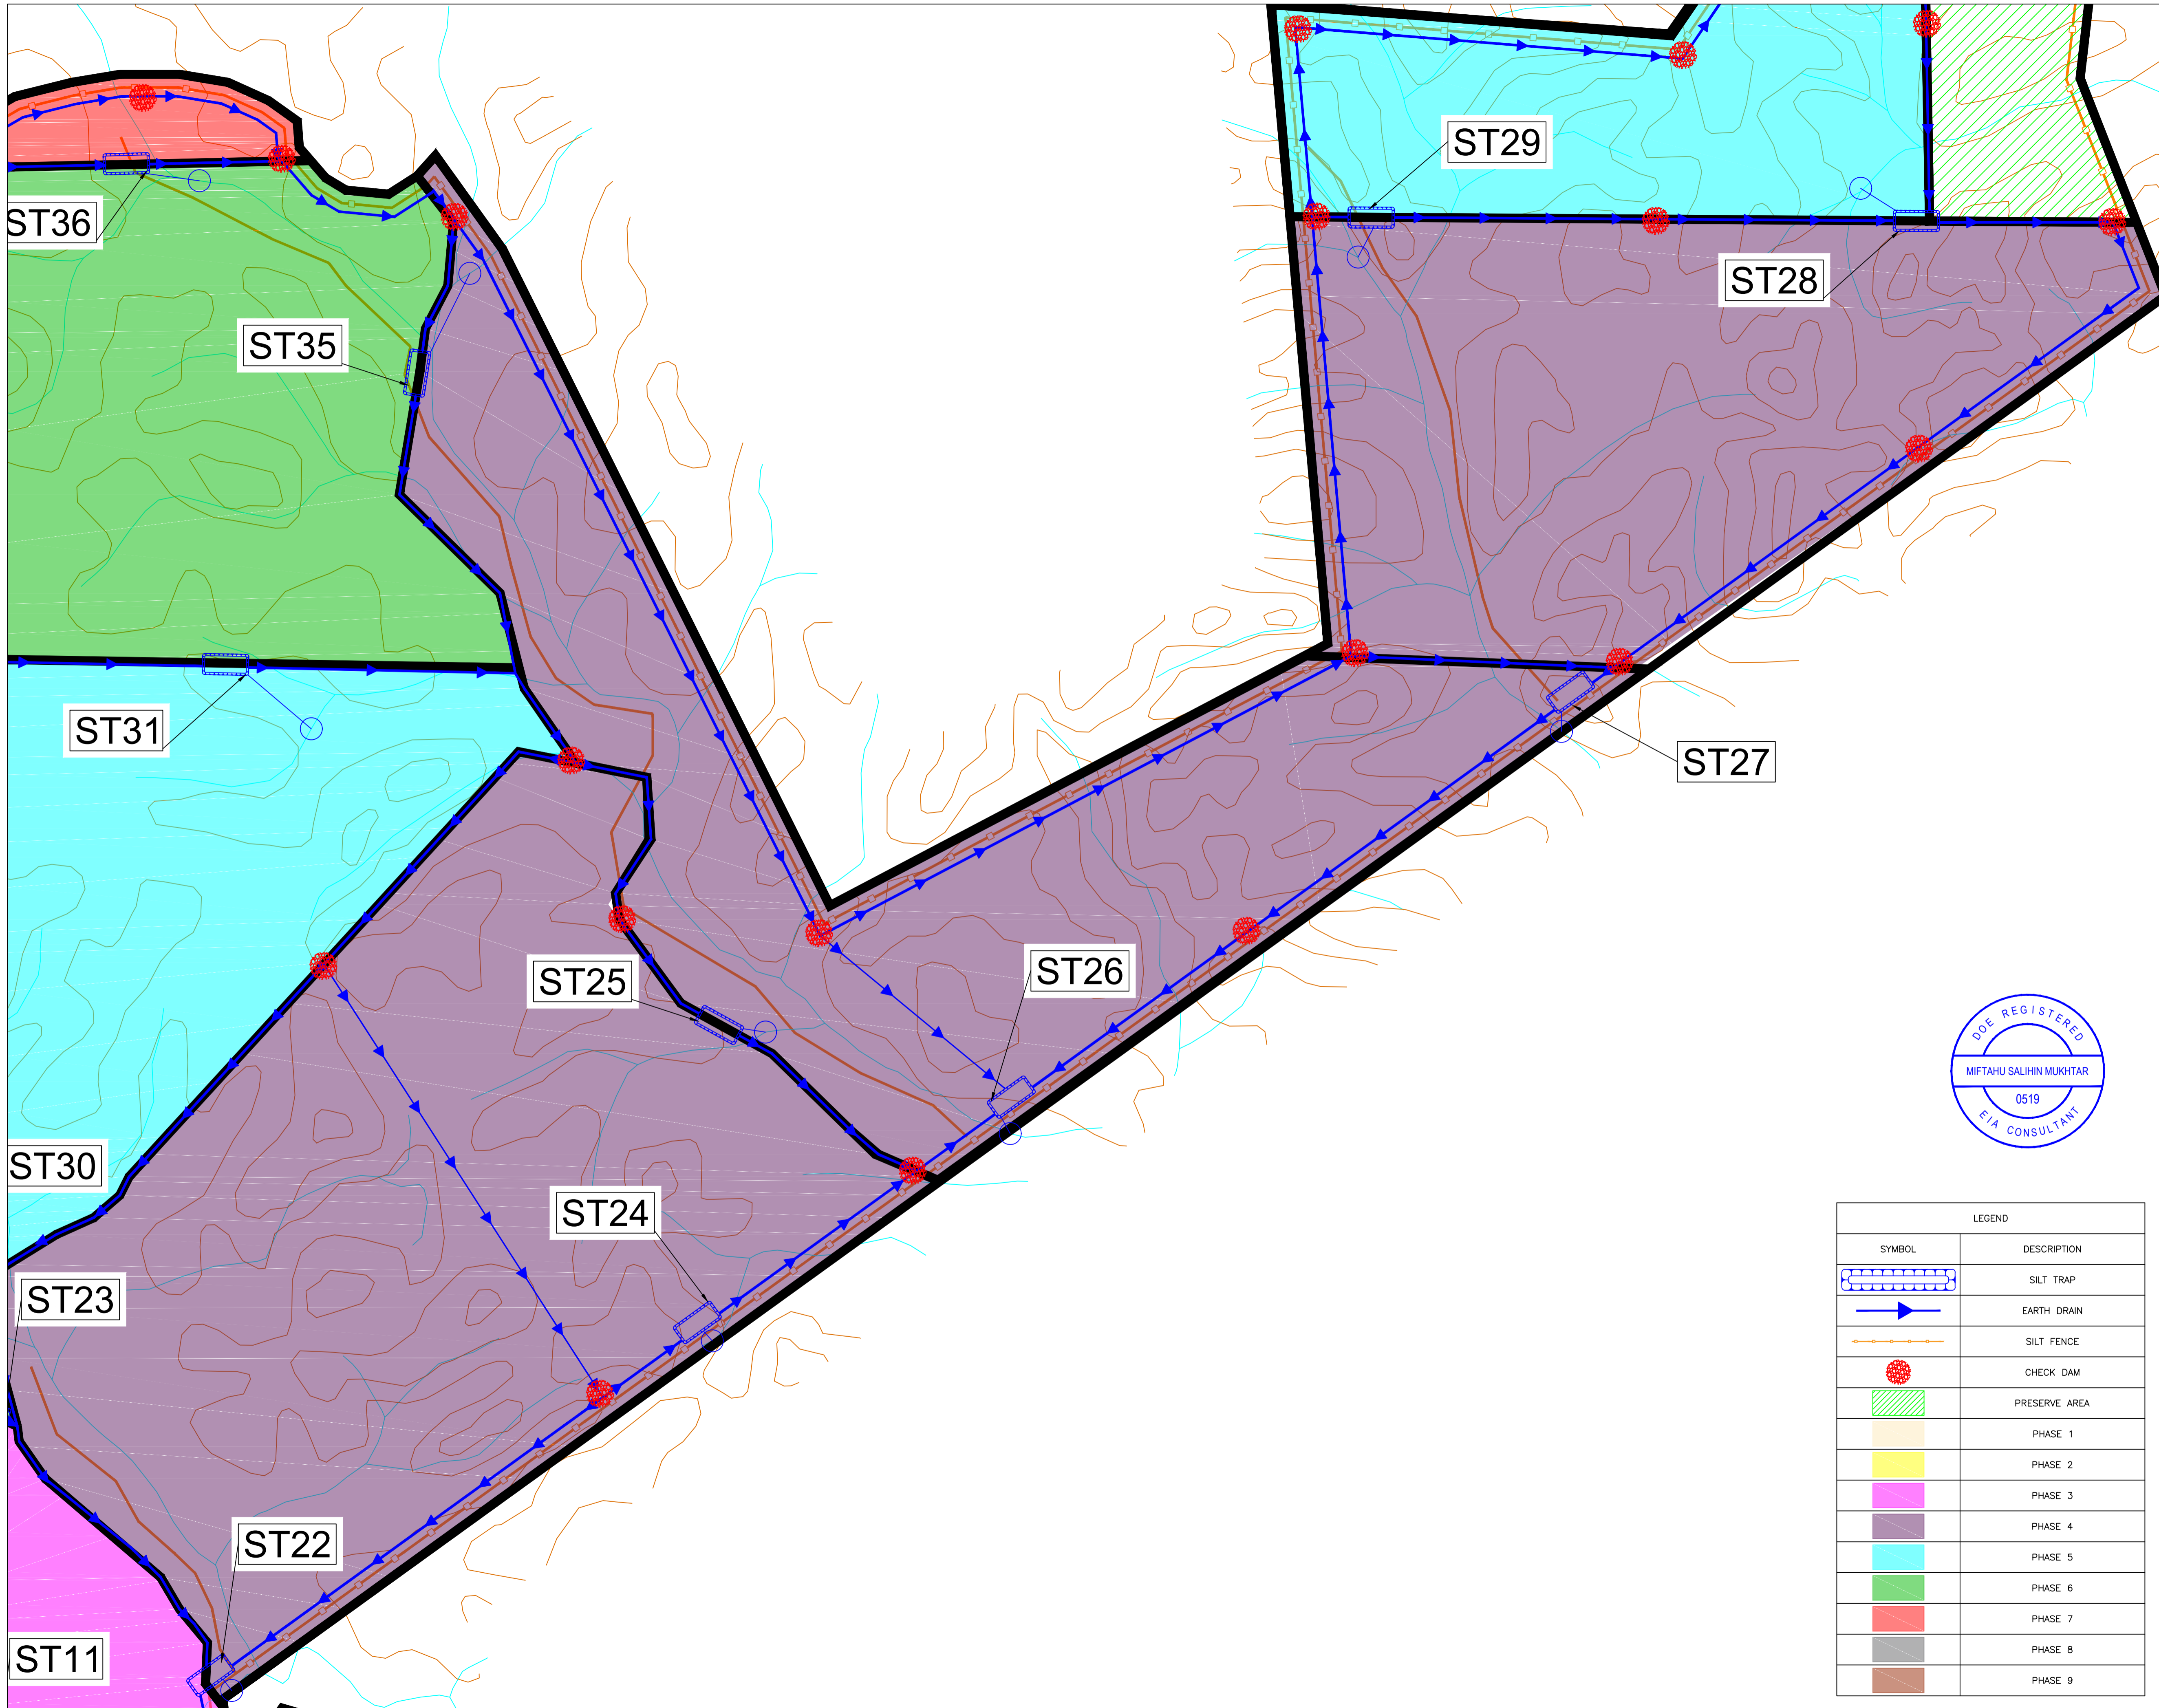 ST29
ST36
ST28
ST35
ST31
ST27
ST25
ST26
ST30
ST24
ST23
ST22
ST11
DOE REGISTERED
MIFTAHU SALIHIN MUKHTAR
0519
EIA CONSULTANT
LEGEND
SYMBOL DESCRIPTION
SILT TRAP
EARTH DRAIN
SILT FENCE
CHECK DAM
PRESERVE AREA
PHASE 1
PHASE 2
PHASE 3
PHASE 4
PHASE 5
PHASE 6
PHASE 7
PHASE 8
PHASE 9